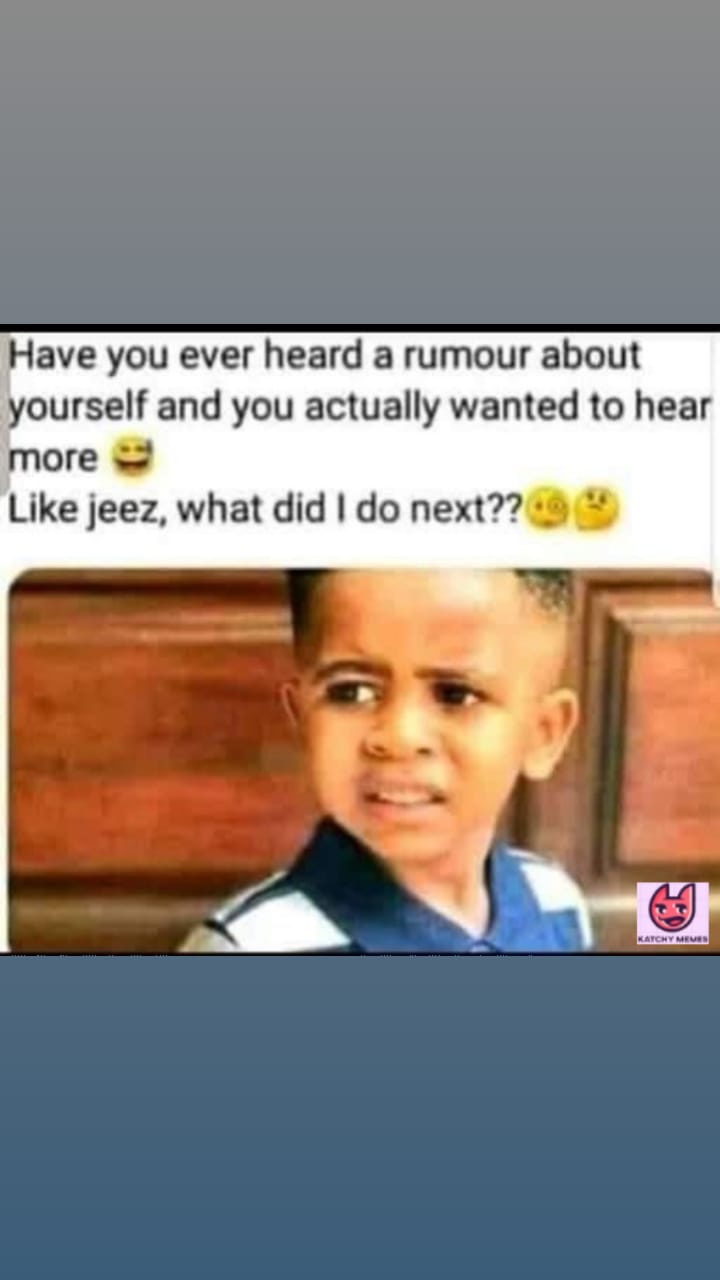 Have you ever heard a rumour about
yourself and you actually wanted to hear
more 😅
Like jeez, what did I do next??🧐🤔
KATCHY MEMES